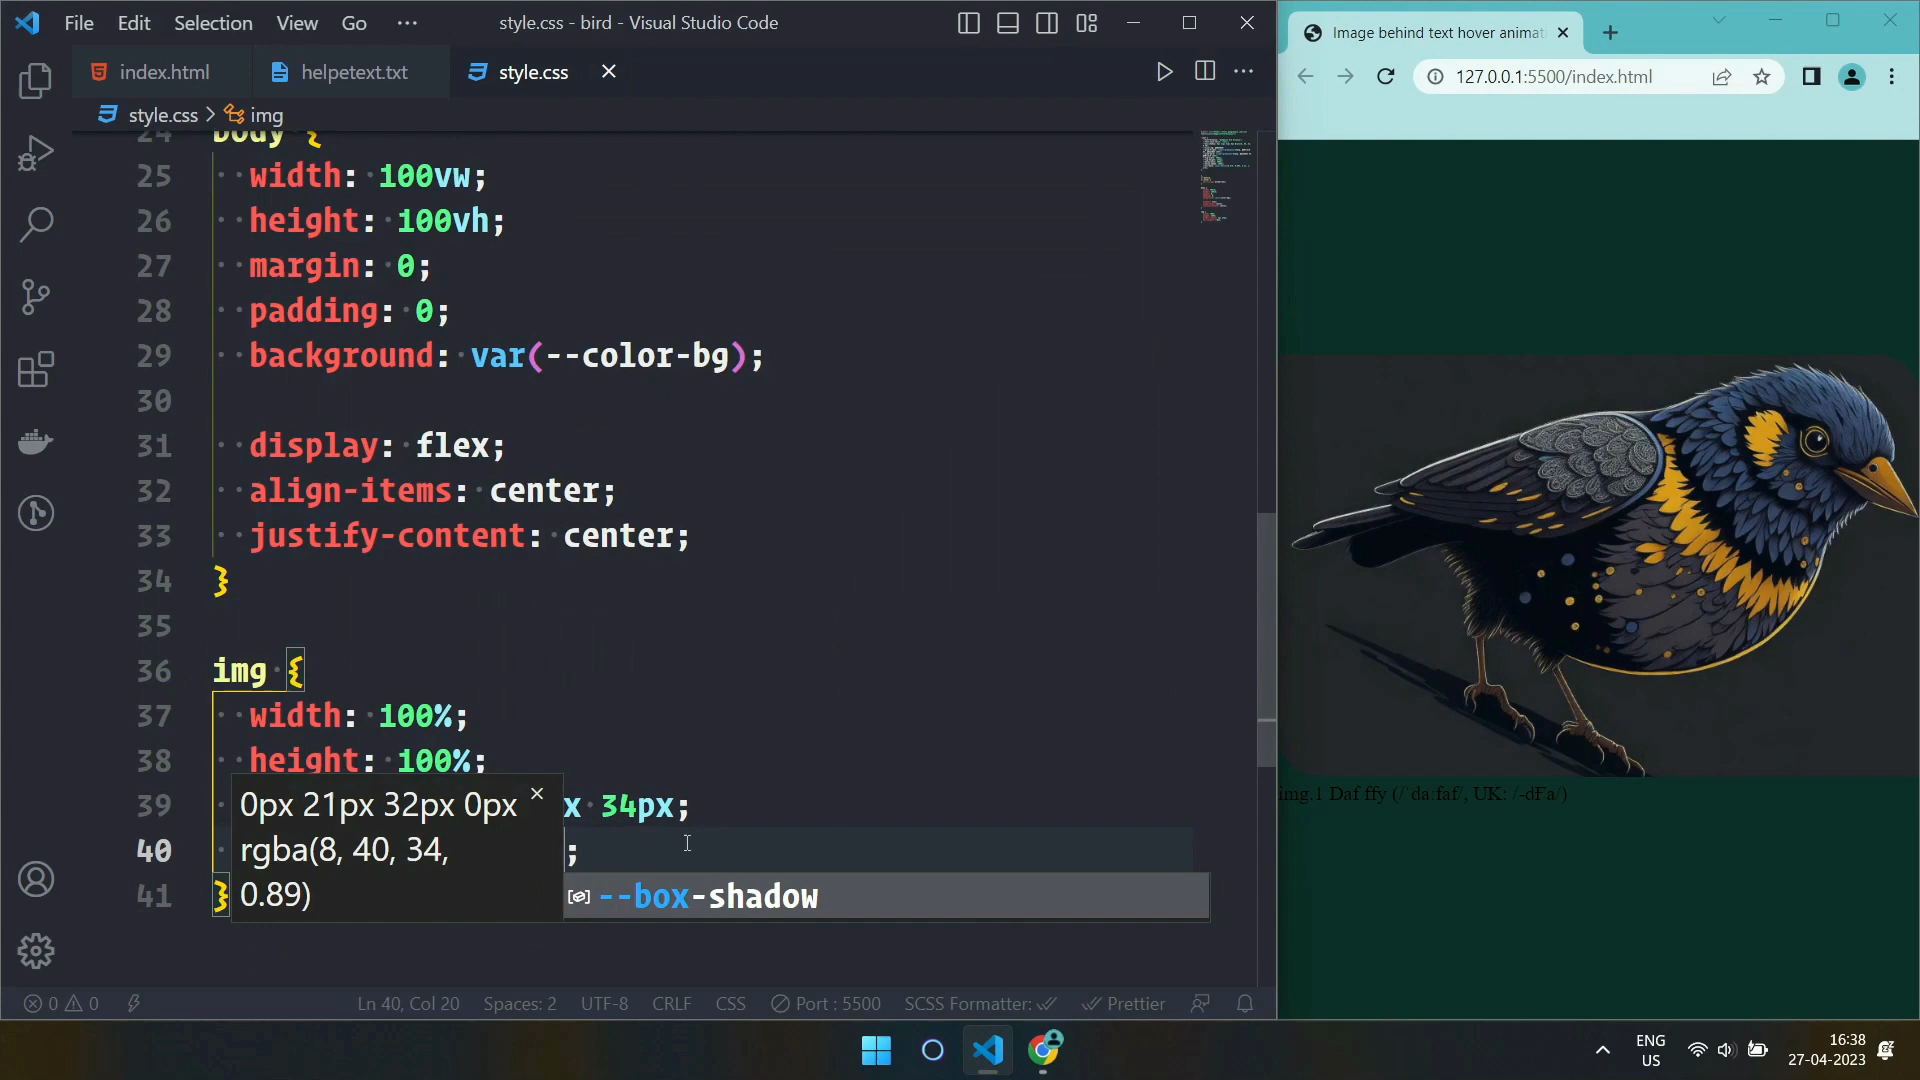 File Edit Selection View Go ···
style.css - bird - Visual Studio Code
index.html helpetext.txt style.css
style.css > img
24 body {
25 width: 100vw;
26 height: 100vh;
27 margin: 0;
28 padding: 0;
29 background: var(--color-bg);
30
31 display: flex;
32 align-items: center;
33 justify-content: center;
34 }
35
36 img {
37 width: 100%;
38 height: 100%;
39 x 34px;
40 ;
41 }
0px 21px 32px 0px
rgba(8, 40, 34,
0.89)
--box-shadow
0 0 Ln 40, Col 20 Spaces: 2 UTF-8 CRLF CSS Port : 5500 SCSS Formatter: Prettier
Image behind text hover animat
127.0.0.1:5500/index.html
img.1 Daf ffy
ENG
US
16:38
27-04-2023